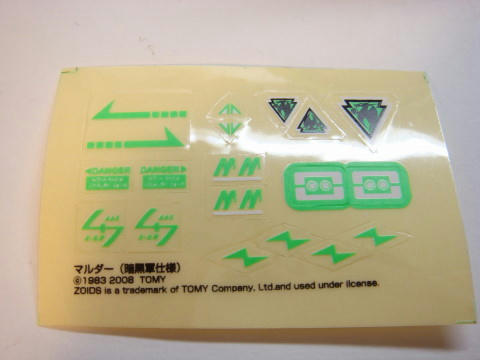 ◀DANGER DANGER▶
マルダー（暗黒軍仕様）
©1983 2008 TOMY
ZOIDS is a trademark of TOMY Company, Ltd.and used under license.